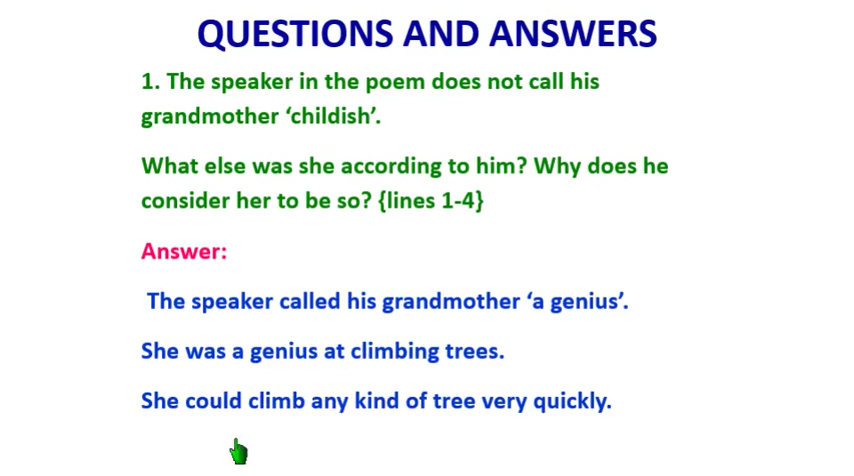 QUESTIONS AND ANSWERS
1. The speaker in the poem does not call his
grandmother ‘childish’.
What else was she according to him? Why does he
consider her to be so? {lines 1-4}
Answer:
The speaker called his grandmother ‘a genius’.
She was a genius at climbing trees.
She could climb any kind of tree very quickly.